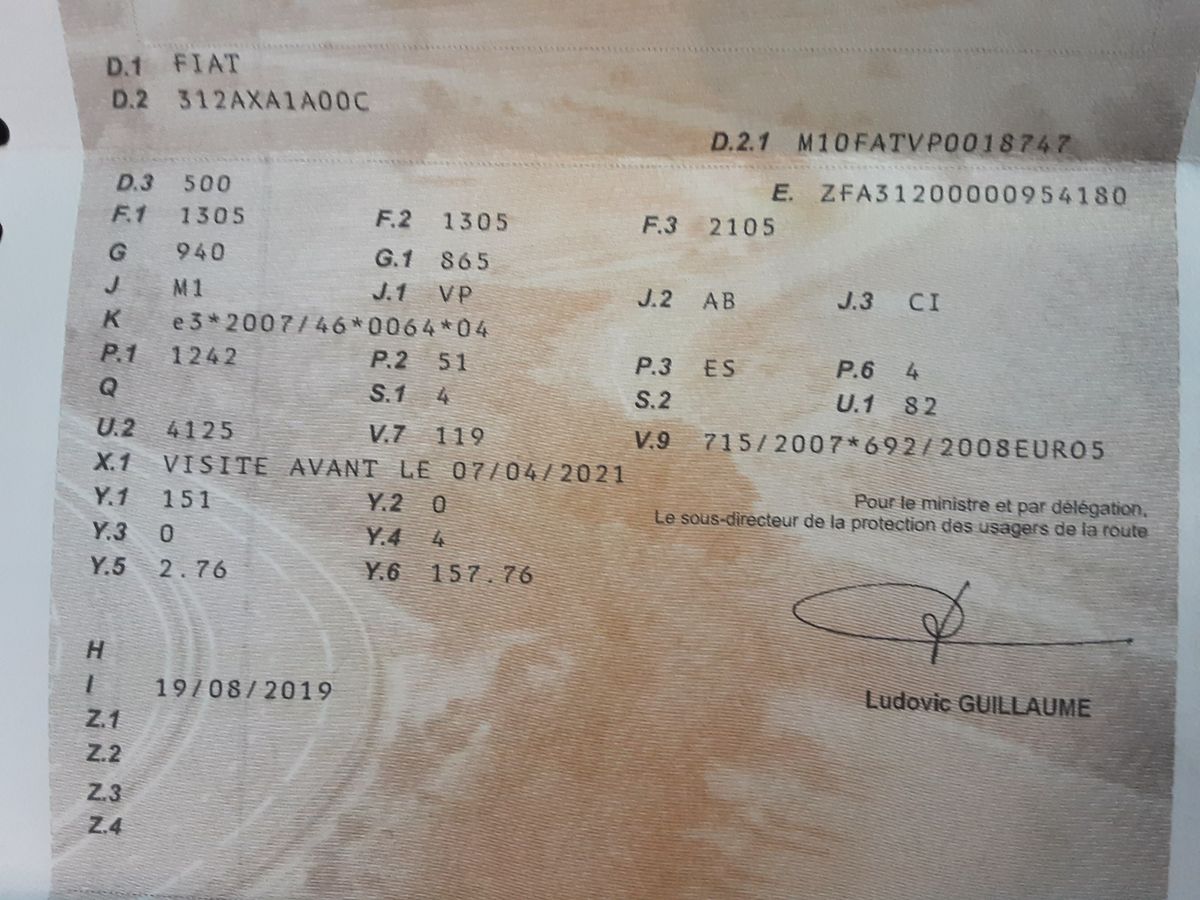 D.1 FIAT
D.2 312AXA1A00C
D.2.1 M10FATVP0018747
D.3 500
E. ZFA31200000954180
F.1 1305 F.2 1305 F.3 2105
G 940 G.1 865
J M1 J.1 VP J.2 AB J.3 CI
K e3*2007/46*0064*04
P.1 1242 P.2 51 P.3 ES P.6 4
Q S.1 4 S.2 U.1 82
U.2 4125 V.7 119 V.9 715/2007*692/2008EURO5
X.1 VISITE AVANT LE 07/04/2021
Y.1 151 Y.2 0
Pour le ministre et par délégation,
Le sous-directeur de la protection des usagers de la route
Y.3 0 Y.4 4
Y.5 2.76 Y.6 157.76
H
I 19/08/2019
Ludovic GUILLAUME
Z.1
Z.2
Z.3
Z.4